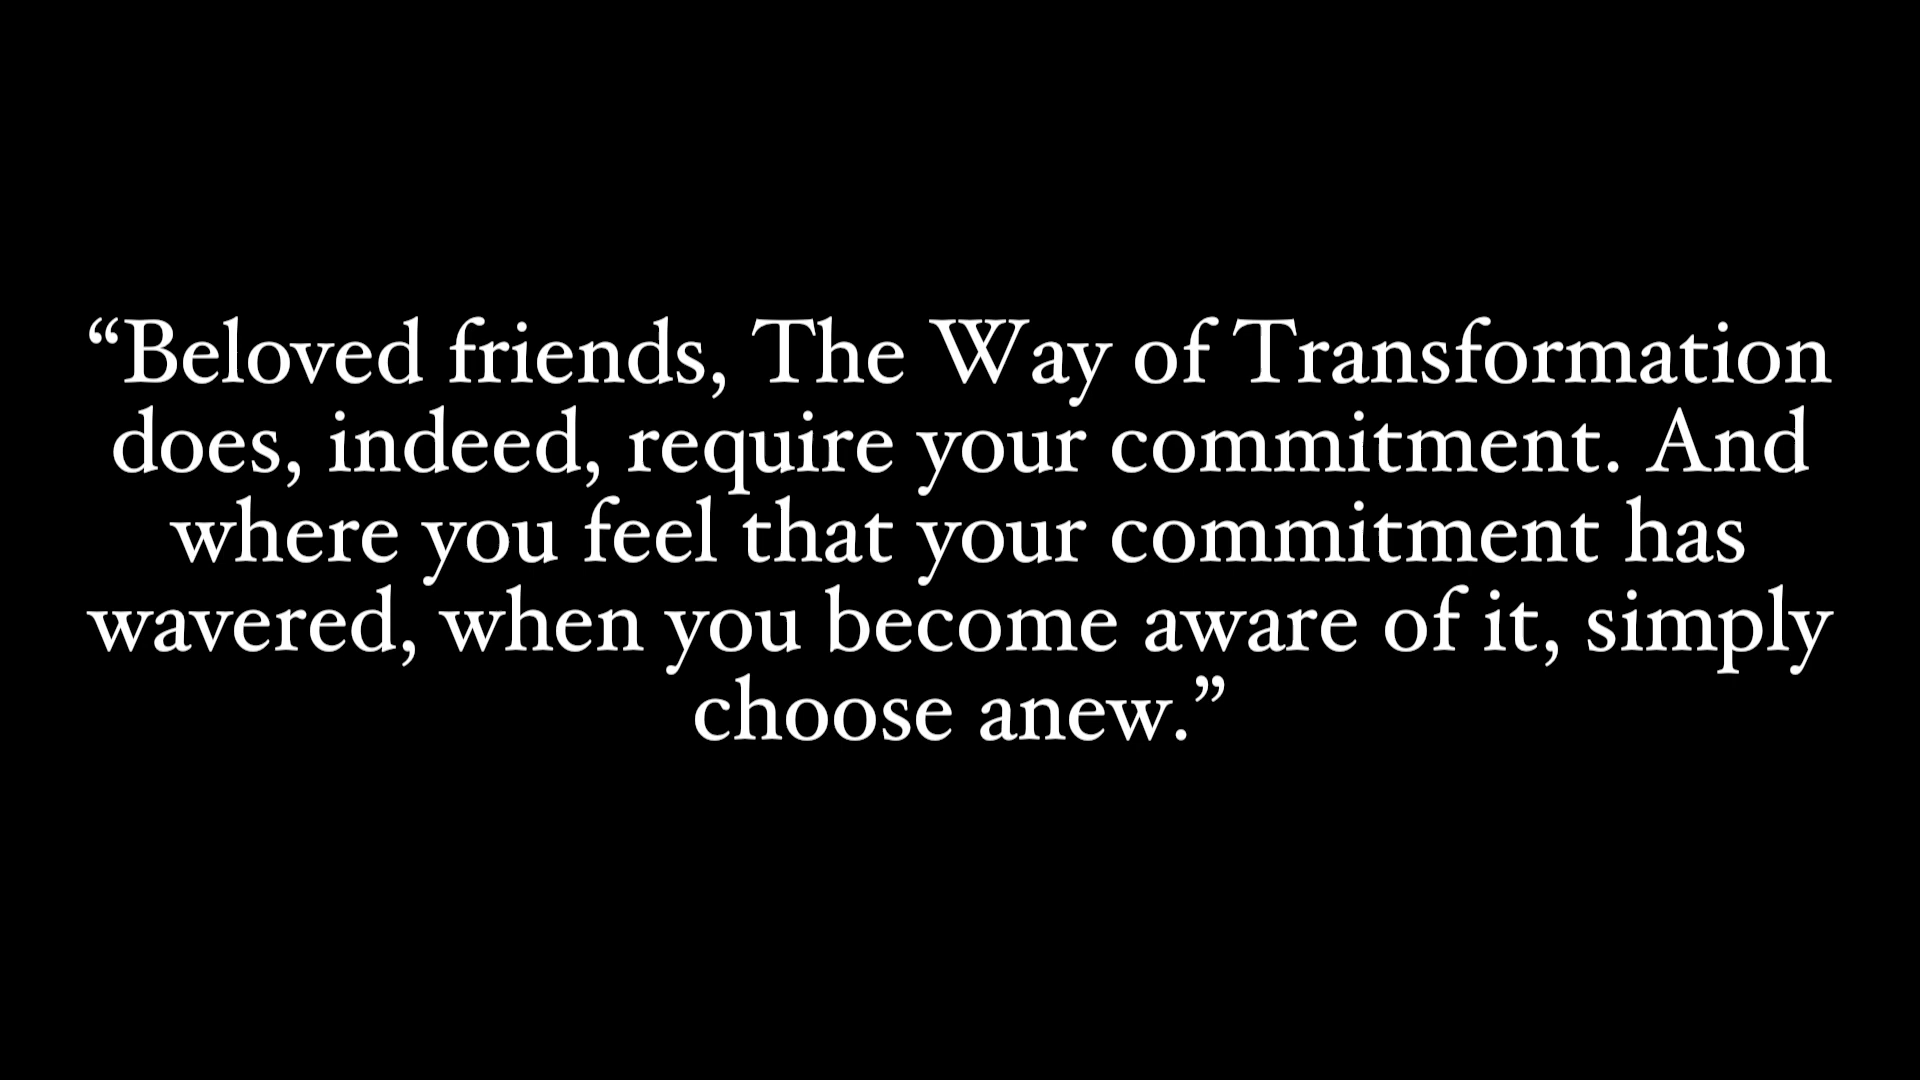 “Beloved friends, The Way of Transformation
does, indeed, require your commitment. And
where you feel that your commitment has
wavered, when you become aware of it, simply
choose anew.”